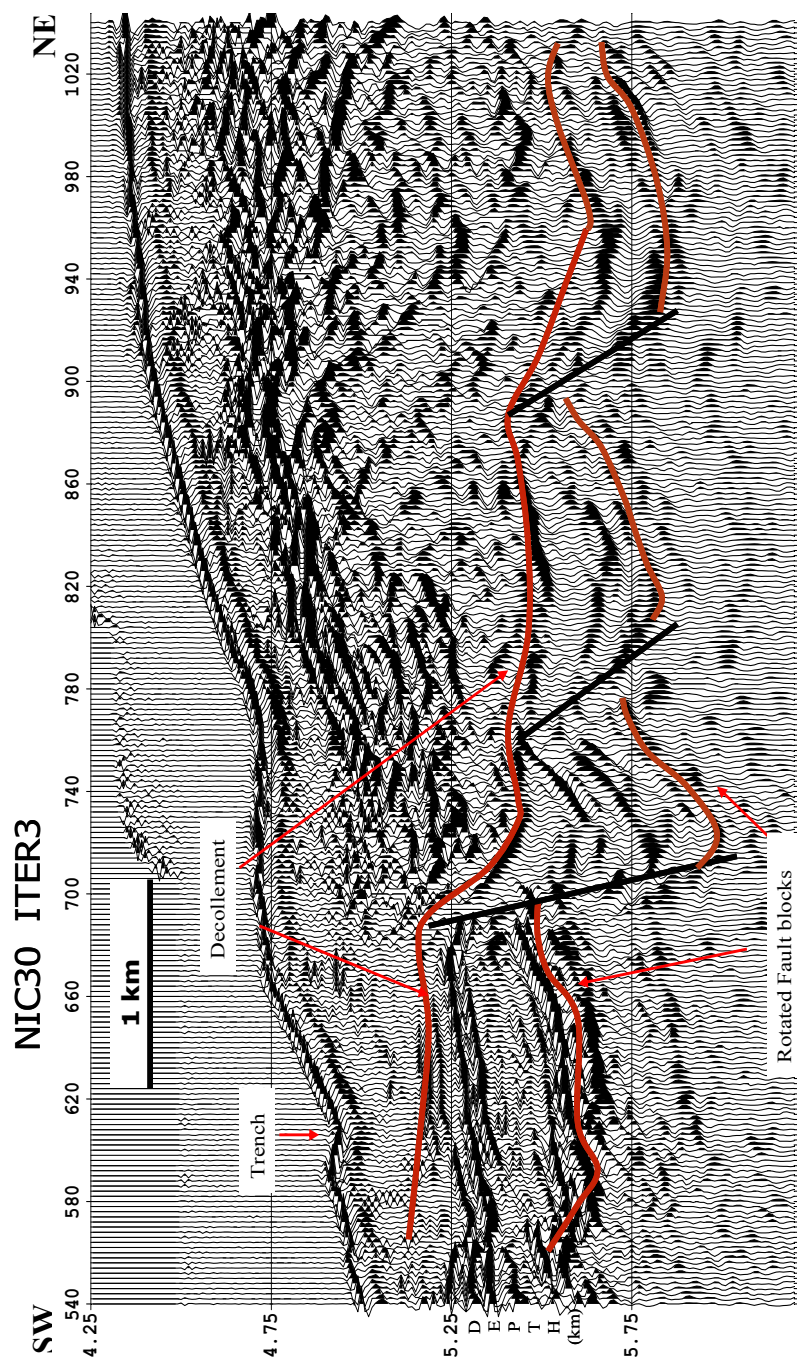 NIC30 ITER3
SW
NE
540
580
620
660
700
740
780
820
860
900
940
980
1020
4.25
4.75
5.25
5.75
DEPTH
(km)
1 km
Trench
Decollement
Rotated Fault blocks